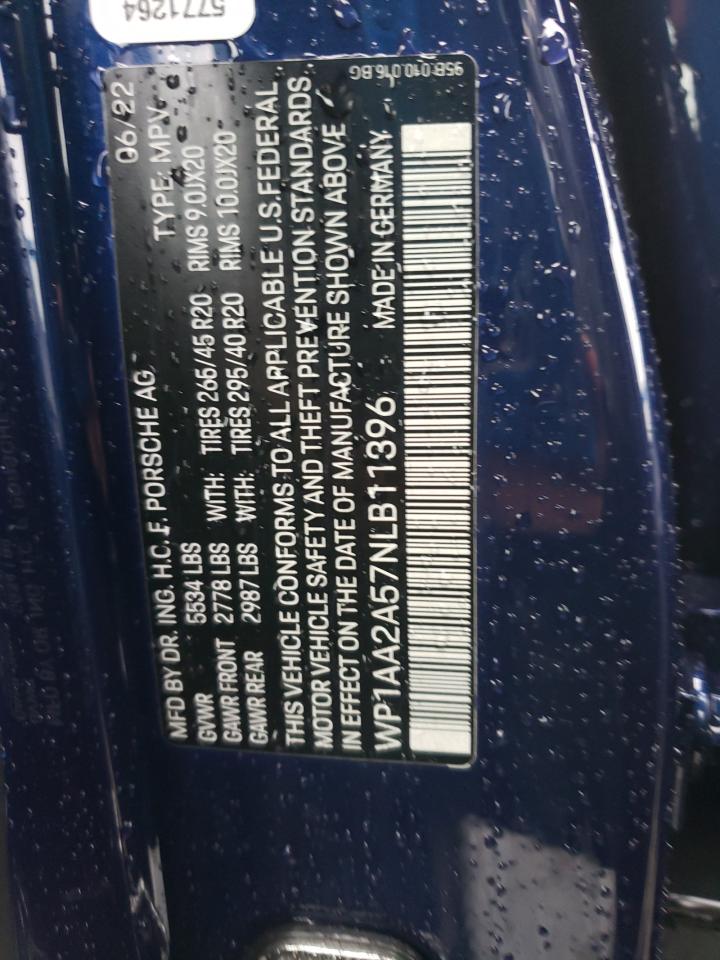 5771264
MFD BY DR. ING. H.C. F. PORSCHE AG 06/22
GVWR 5534 LBS TYPE: MPV
GAWR FRONT 2778 LBS WITH: TIRES 265/45 R20 RIMS 9.0JX20
GAWR REAR 2987 LBS WITH: TIRES 295/40 R20 RIMS 10.0JX20
THIS VEHICLE CONFORMS TO ALL APPLICABLE U.S. FEDERAL
MOTOR VEHICLE SAFETY AND THEFT PREVENTION STANDARDS
IN EFFECT ON THE DATE OF MANUFACTURE SHOWN ABOVE
WP1AA2A57NLB11396 MADE IN GERMANY
95B.010.016.BG